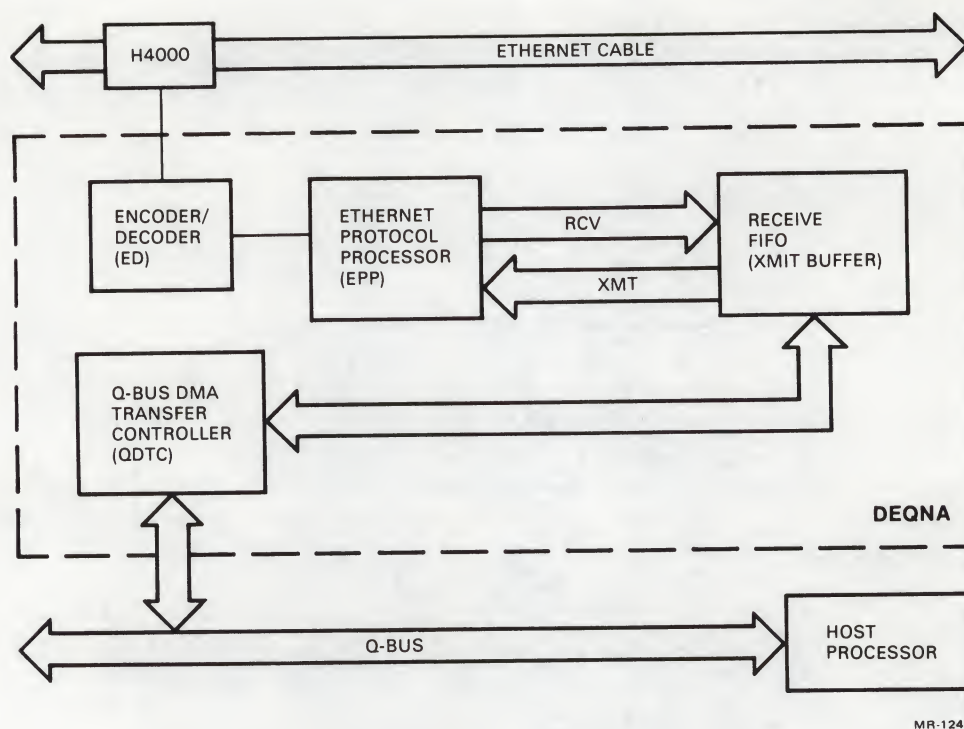 H4000
ETHERNET CABLE
ENCODER/
DECODER
(ED)
ETHERNET
PROTOCOL
PROCESSOR
(EPP)
RCV
XMT
RECEIVE
FIFO
(XMIT BUFFER)
Q-BUS DMA
TRANSFER
CONTROLLER
(QDTC)
DEQNA
Q-BUS
HOST
PROCESSOR
MR-124